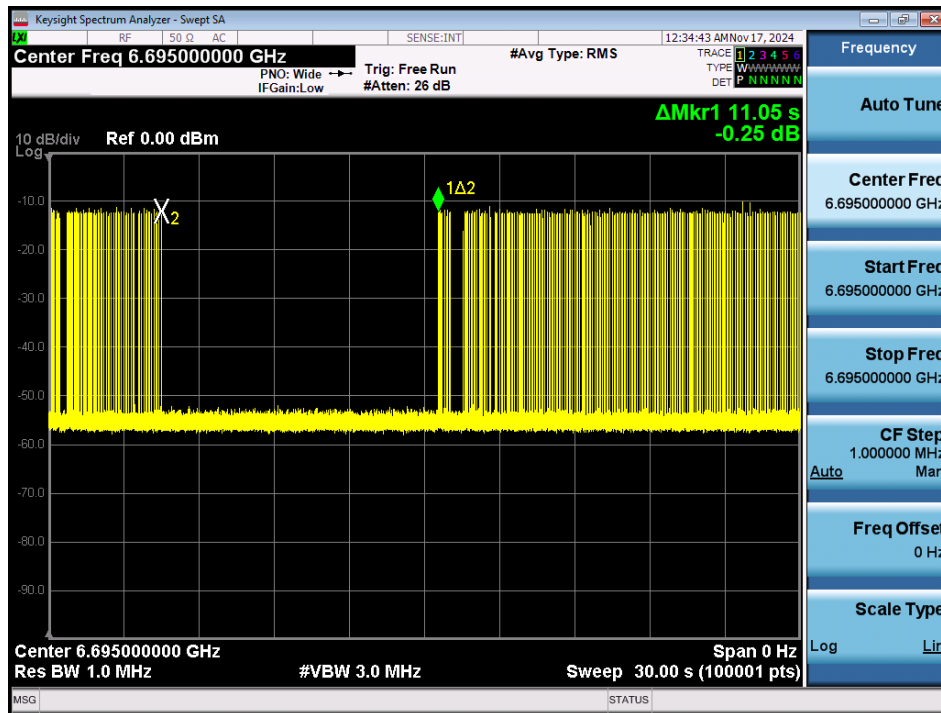 Keysight Spectrum Analyzer - Swept SA
LXI RF 50 Ω AC SENSE:INT 12:34:43 AM Nov 17, 2024
Center Freq 6.695000000 GHz
PNO: Wide
IFGain:Low
Trig: Free Run
#Atten: 26 dB
#Avg Type: RMS
TRACE 1 2 3 4 5 6
TYPE WWWWWW
DET P N N N N N
ΔMkr1 11.05 s
-0.25 dB
10 dB/div Ref 0.00 dBm
Log
-10.0
-20.0
-30.0
-40.0
-50.0
-60.0
-70.0
-80.0
-90.0
X2
1Δ2
Center 6.695000000 GHz Span 0 Hz
Res BW 1.0 MHz #VBW 3.0 MHz Sweep 30.00 s (100001 pts)
MSG STATUS
Frequency
Auto Tune
Center Freq
6.695000000 GHz
Start Freq
6.695000000 GHz
Stop Freq
6.695000000 GHz
CF Step
1.000000 MHz
Auto Man
Freq Offset
0 Hz
Scale Type
Log Lin